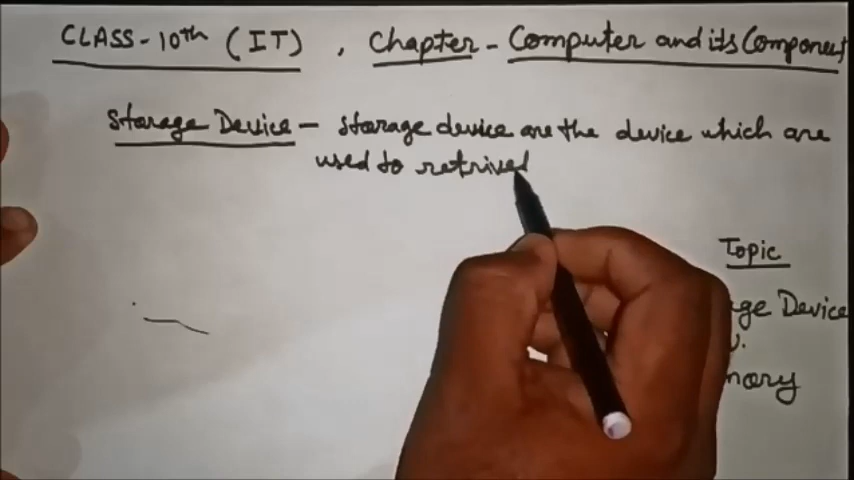 CLASS-10th (IT) , Chapter - Computer and its Component
Storage Device - Storage device are the device which are
used to retrived
Topic
ge Device
v.
mory